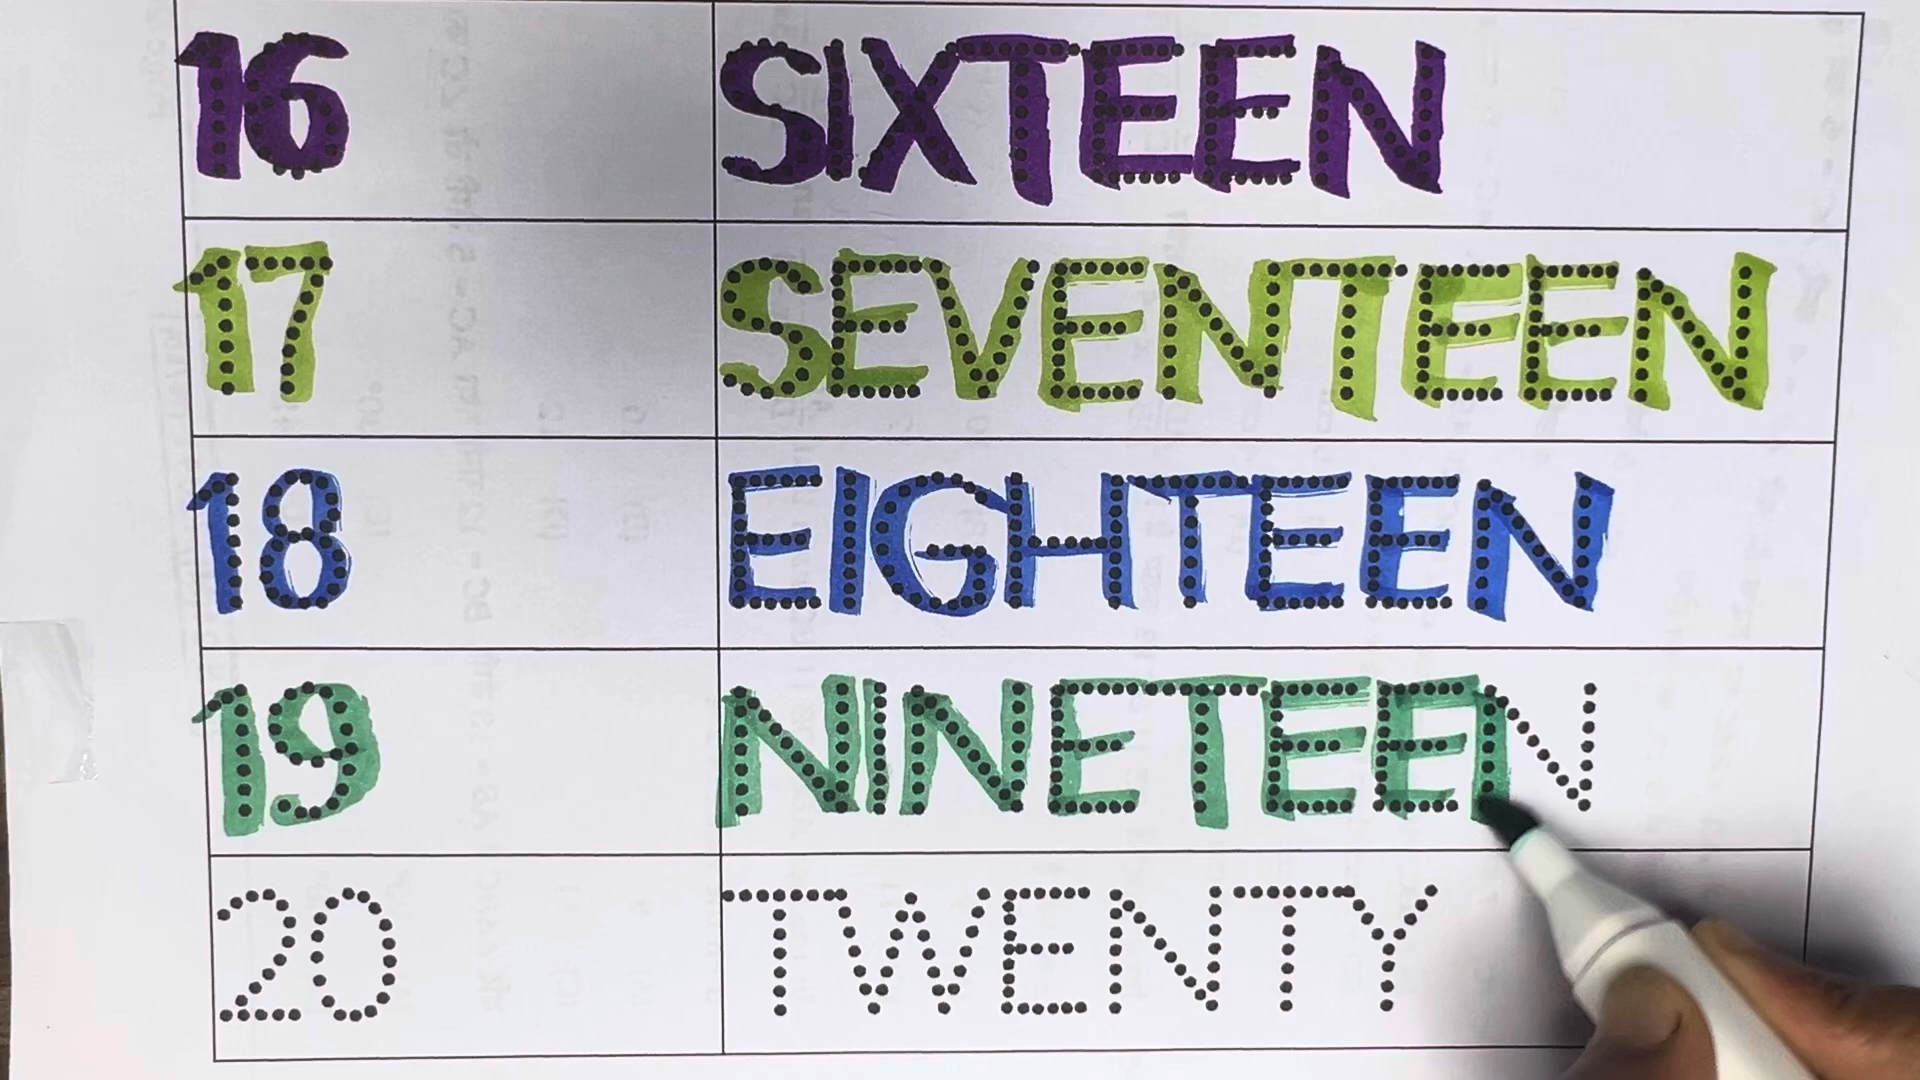 16 SIXTEEN
17 SEVENTEEN
18 EIGHTEEN
19 NINETEEN
20 TWENTY